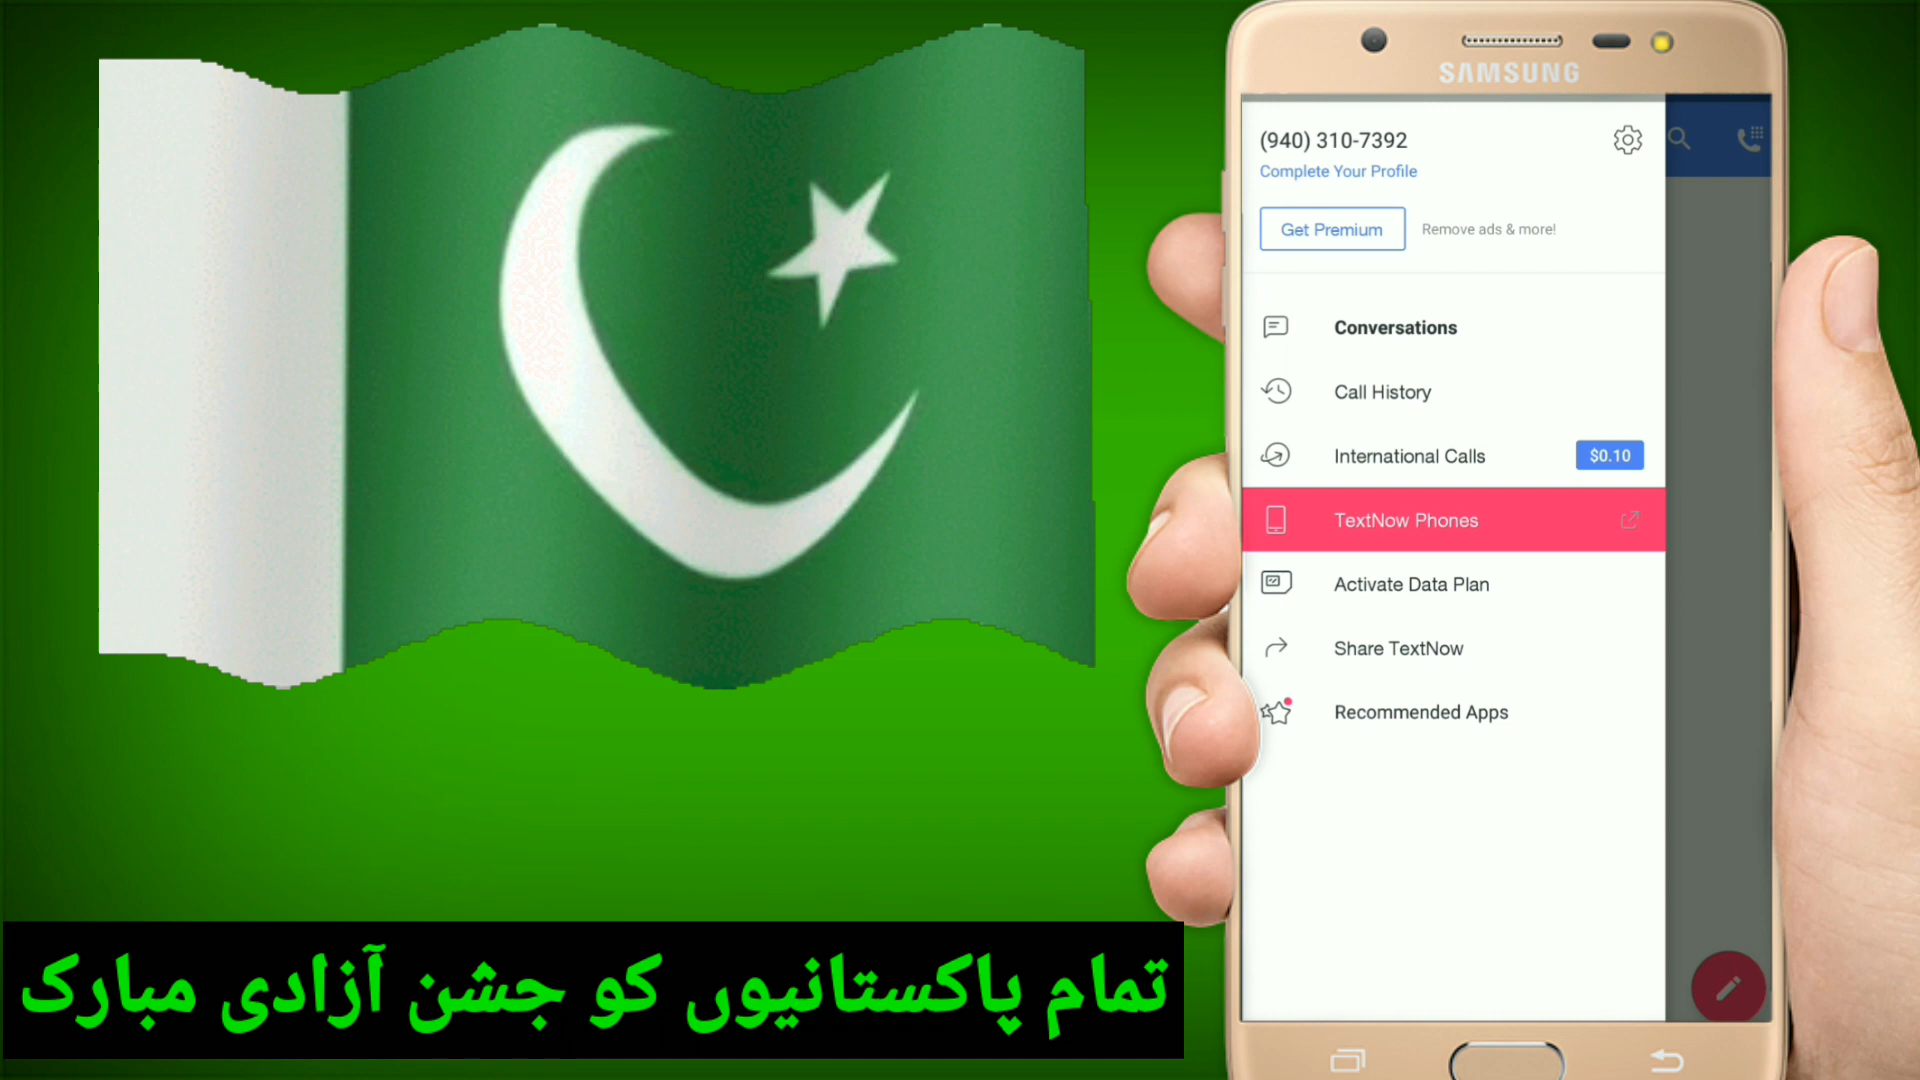 SAMSUNG
(940) 310-7392
Complete Your Profile
Get Premium Remove ads & more!
Conversations
Call History
International Calls $0.10
TextNow Phones
Activate Data Plan
Share TextNow
Recommended Apps
تمام پاکستانیوں کو جشن آزادی مبارک